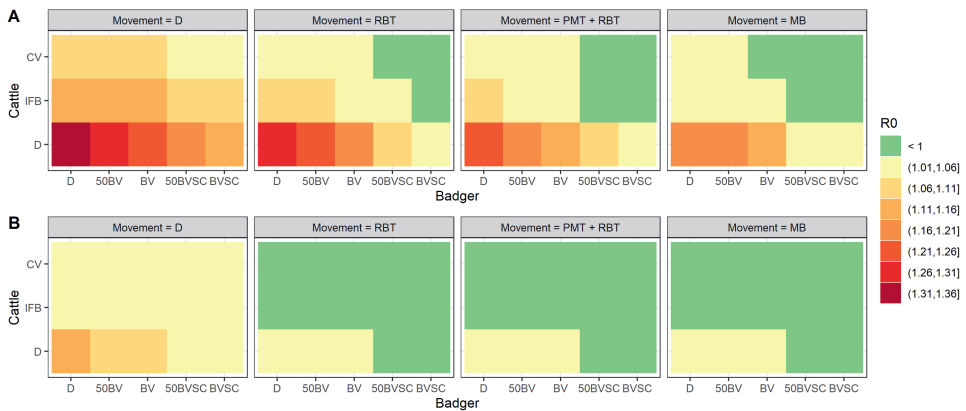 A
Movement = D
Movement = RBT
Movement = PMT + RBT
Movement = MB
Cattle
CV
IFB
D
D 50BV BV 50BVSC BVSC
D 50BV BV 50BVSC BVSC
D 50BV BV 50BVSC BVSC
D 50BV BV 50BVSC BVSC
Badger
B
Movement = D
Movement = RBT
Movement = PMT + RBT
Movement = MB
Cattle
CV
IFB
D
D 50BV BV 50BVSC BVSC
D 50BV BV 50BVSC BVSC
D 50BV BV 50BVSC BVSC
D 50BV BV 50BVSC BVSC
Badger
R0
< 1
(1.01,1.06]
(1.06,1.11]
(1.11,1.16]
(1.16,1.21]
(1.21,1.26]
(1.26,1.31]
(1.31,1.36]